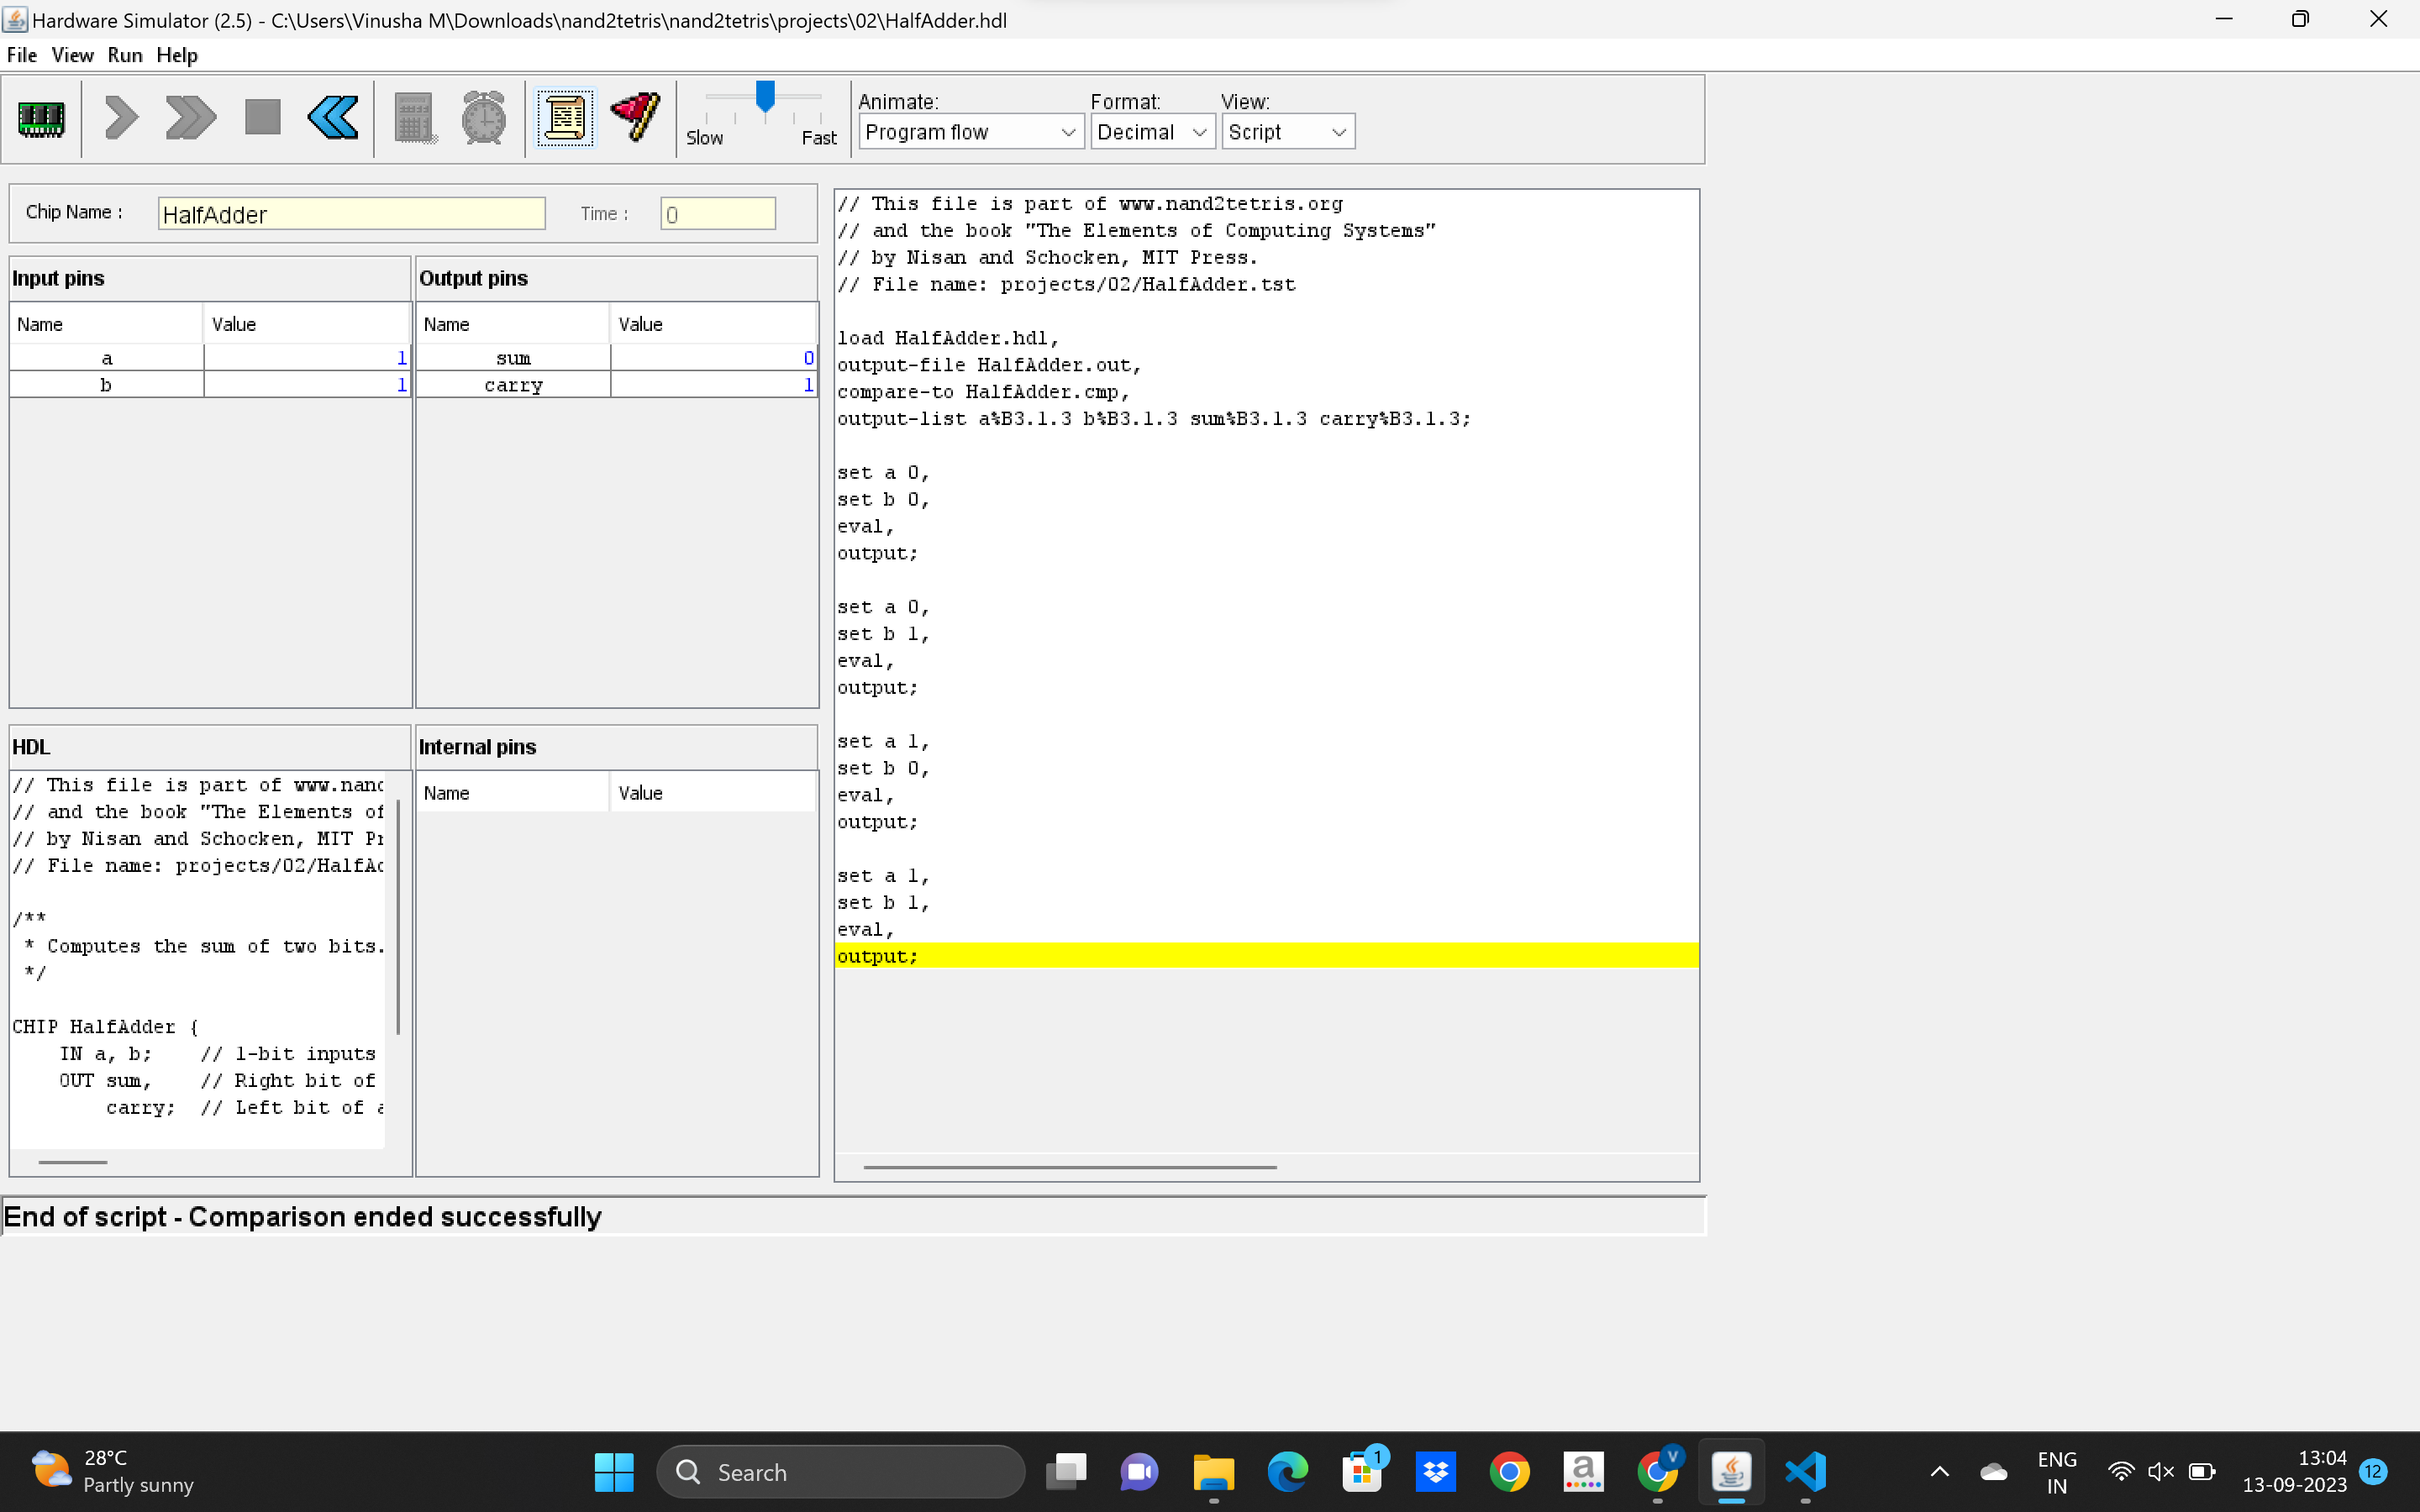 Hardware Simulator (2.5) - C:\Users\Vinusha M\Downloads\nand2tetris\nand2tetris\projects\02\HalfAdder.hdl
File View Run Help
Slow Fast
Animate: Format: View:
Program flow Decimal Script
Chip Name : HalfAdder Time : 0
Input pins
Name Value
a 1
b 1
Output pins
Name Value
sum 0
carry 1
HDL
// This file is part of www.nand
// and the book "The Elements of
// by Nisan and Schocken, MIT Pr
// File name: projects/02/HalfAd
/**
* Computes the sum of two bits.
*/
CHIP HalfAdder {
IN a, b; // 1-bit inputs
OUT sum, // Right bit of
carry; // Left bit of a
Internal pins
Name Value
// This file is part of www.nand2tetris.org
// and the book "The Elements of Computing Systems"
// by Nisan and Schocken, MIT Press.
// File name: projects/02/HalfAdder.tst
load HalfAdder.hdl,
output-file HalfAdder.out,
compare-to HalfAdder.cmp,
output-list a%B3.1.3 b%B3.1.3 sum%B3.1.3 carry%B3.1.3;
set a 0,
set b 0,
eval,
output;
set a 0,
set b 1,
eval,
output;
set a 1,
set b 0,
eval,
output;
set a 1,
set b 1,
eval,
output;
End of script - Comparison ended successfully
28°C
Partly sunny
Search
1
a
V
ENG
IN
13:04
13-09-2023
12